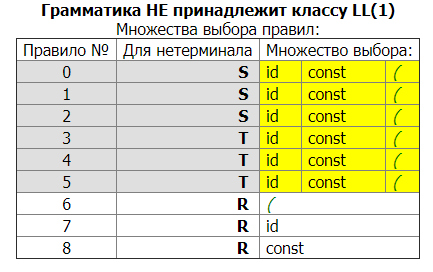 Грамматика НЕ принадлежит классу LL(1)
Множества выбора правил:
Правило № Для нетерминала Множество выбора:
0 S id const (
1 S id const (
2 S id const (
3 T id const (
4 T id const (
5 T id const (
6 R (
7 R id
8 R const